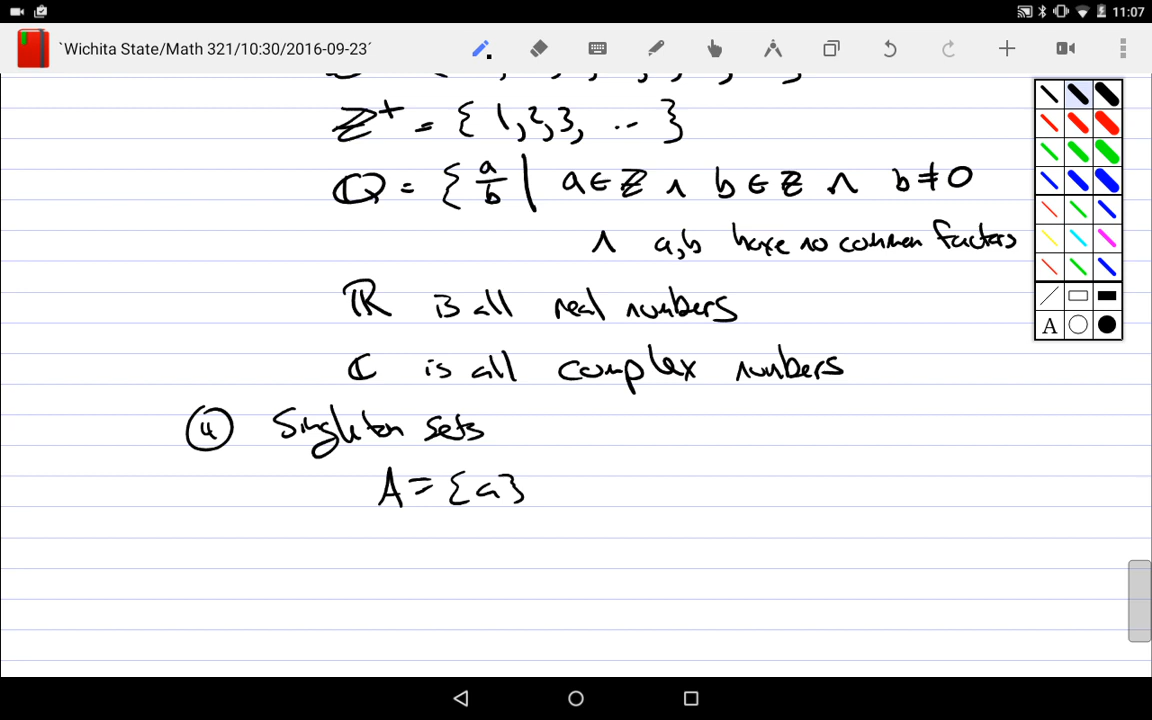 11:07
`Wichita State/Math 321/10:30/2016-09-23´
ℤ⁺ = { 1,2,3, ... }
ℚ = { a/b | a ∈ ℤ ∧ b ∈ ℤ ∧ b ≠ 0
∧ a,b have no common factors
ℝ is all real numbers
ℂ is all complex numbers
④ Singleton sets
A = {a}
A